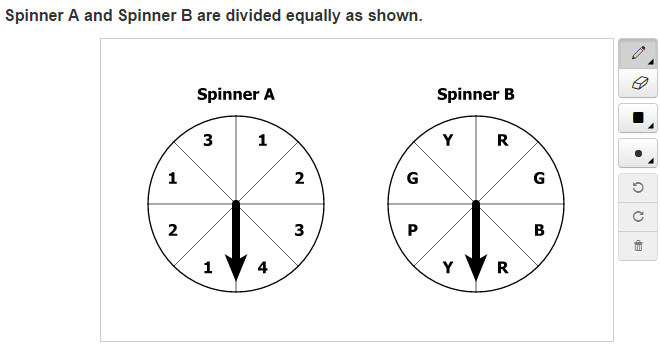 Spinner A and Spinner B are divided equally as shown.
Spinner A Spinner B
3 1 Y R
1 2 G G
2 3 P B
1 4 Y R